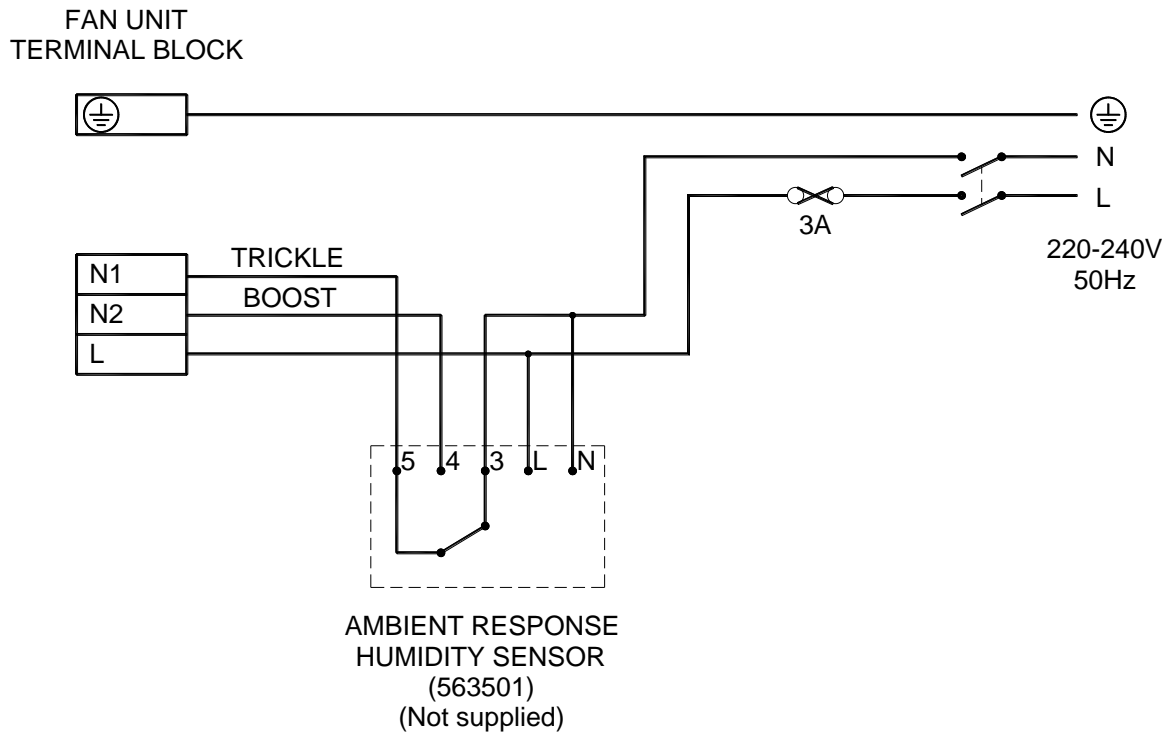 FAN UNIT
TERMINAL BLOCK
N
L
3A
220-240V
50Hz
N1
TRICKLE
N2
BOOST
L
5 4 3 L N
AMBIENT RESPONSE
HUMIDITY SENSOR
(563501)
(Not supplied)